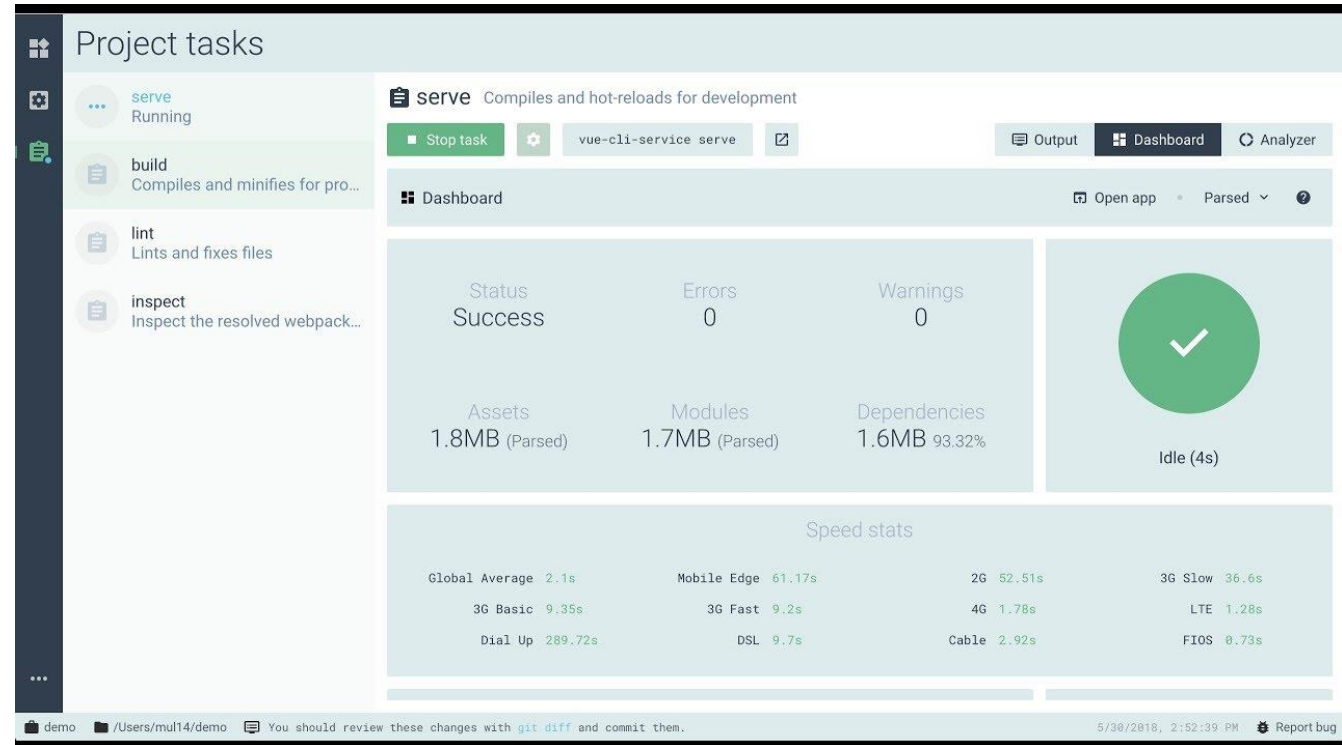 Project tasks
serve
Running
build
Compiles and minifies for pro...
lint
Lints and fixes files
inspect
Inspect the resolved webpack...
serve Compiles and hot-reloads for development
Stop task
vue-cli-service serve
Output
Dashboard
Analyzer
Dashboard
Open app
Parsed
Status
Success
Errors
0
Warnings
0
Assets
1.8MB (Parsed)
Modules
1.7MB (Parsed)
Dependencies
1.6MB 93.32%
Idle (4s)
Speed stats
Global Average 2.1s
Mobile Edge 61.17s
2G 52.51s
3G Slow 36.6s
3G Basic 9.35s
3G Fast 9.2s
4G 1.78s
LTE 1.28s
Dial Up 289.72s
DSL 9.7s
Cable 2.92s
FIOS 0.73s
demo
/Users/mul14/demo
You should review these changes with git diff and commit them.
5/30/2018, 2:52:39 PM
Report bug